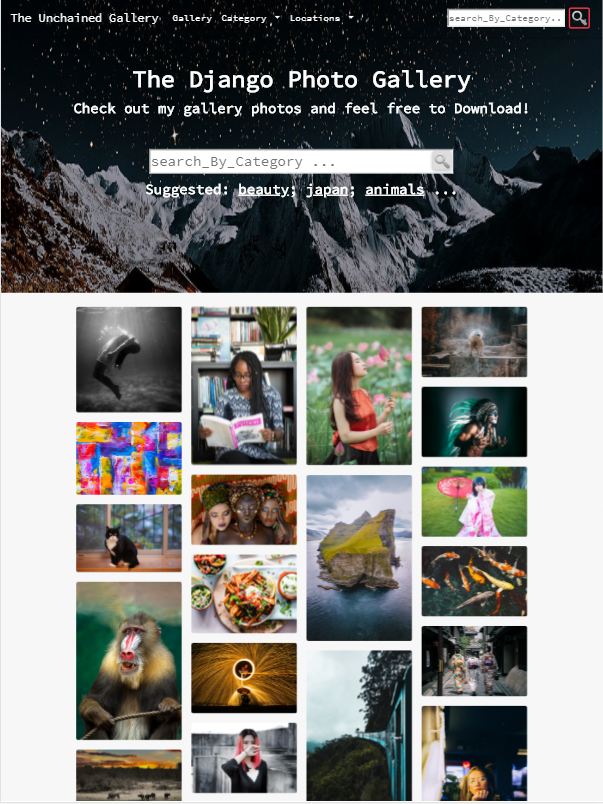 The Unchained Gallery Gallery Category Locations search_By_Category..
The Django Photo Gallery
Check out my gallery photos and feel free to Download!
search_By_Category ...
Suggested: beauty; japan; animals ...